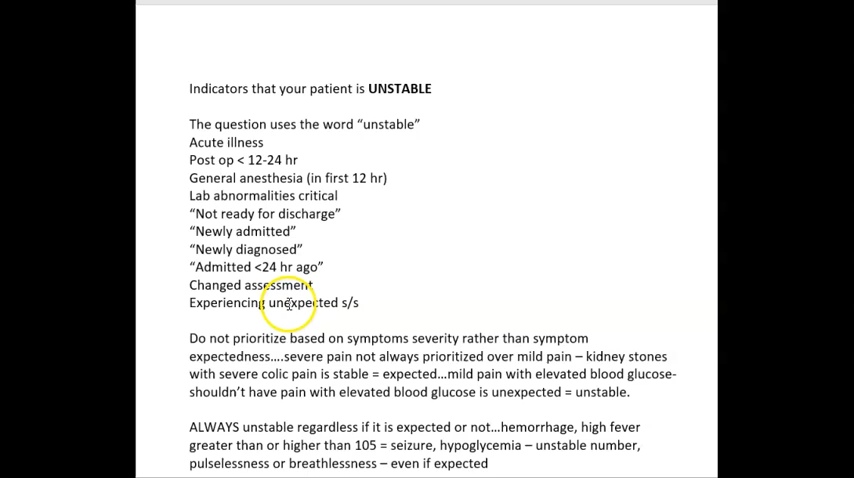 Indicators that your patient is UNSTABLE
The question uses the word “unstable”
Acute illness
Post op < 12-24 hr
General anesthesia (in first 12 hr)
Lab abnormalities critical
“Not ready for discharge”
“Newly admitted”
“Newly diagnosed”
“Admitted <24 hr ago”
Changed assessment
Experiencing unexpected s/s
Do not prioritize based on symptoms severity rather than symptom
expectedness….severe pain not always prioritized over mild pain – kidney stones
with severe colic pain is stable = expected…mild pain with elevated blood glucose-
shouldn’t have pain with elevated blood glucose is unexpected = unstable.
ALWAYS unstable regardless if it is expected or not…hemorrhage, high fever
greater than or higher than 105 = seizure, hypoglycemia – unstable number,
pulselessness or breathlessness – even if expected